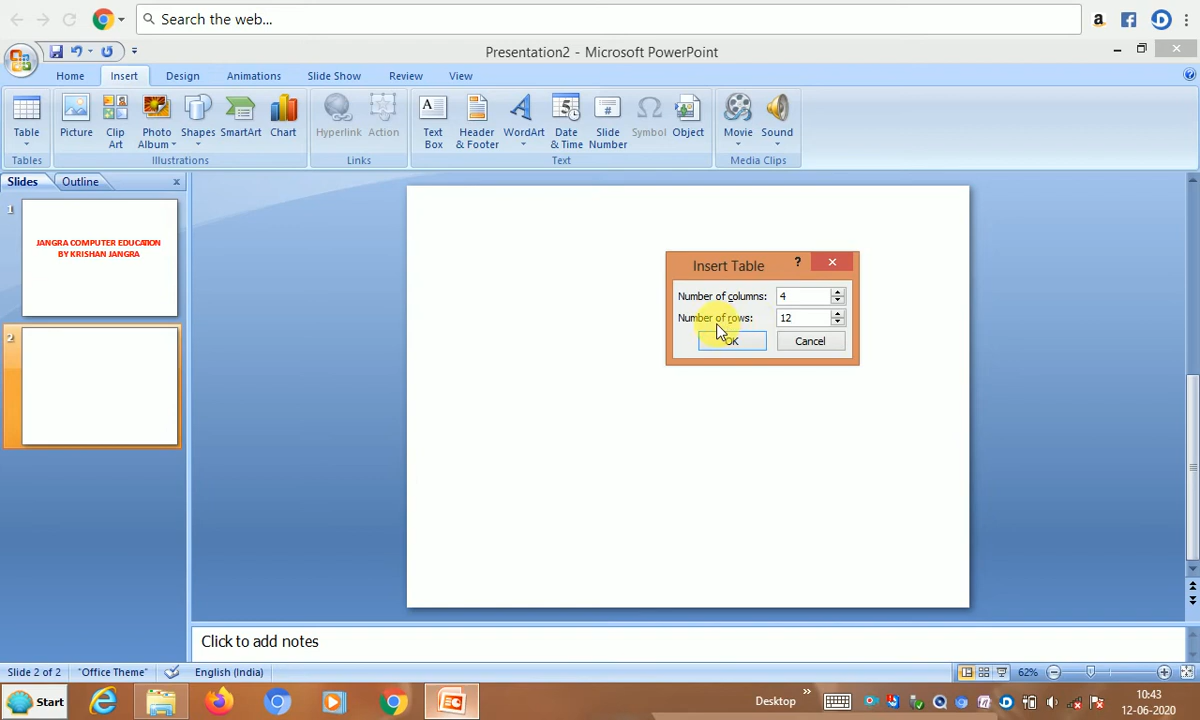 Search the web...
Presentation2 - Microsoft PowerPoint
Home Insert Design Animations Slide Show Review View
Table
Picture
Clip Art
Photo Album
Shapes
SmartArt
Chart
Hyperlink
Action
Text Box
Header & Footer
WordArt
Date & Time
Slide Number
Symbol
Object
Movie
Sound
Tables Illustrations Links Text Media Clips
Slides Outline x
1
JANGRA COMPUTER EDUCATION
BY KRISHAN JANGRA
2
Insert Table ?
Number of columns: 4
Number of rows: 12
OK Cancel
Click to add notes
Slide 2 of 2 "Office Theme" English (India) 62%
Start Desktop »
10:43
12-06-2020